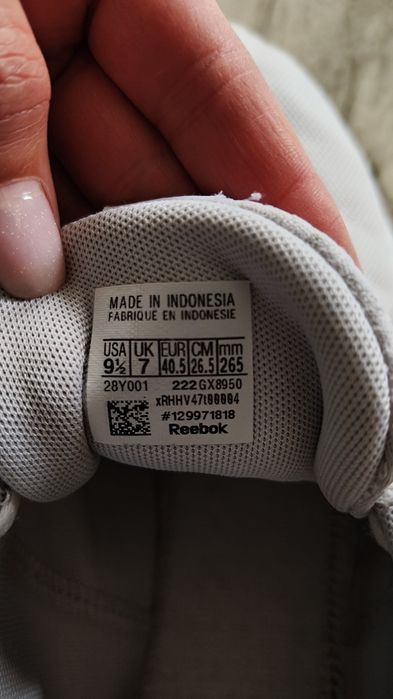 MADE IN INDONESIA
FABRIQUE EN INDONESIE
USA UK EUR CM mm
9½ 7 40.5 26.5 265
28Y001 222 GX8950
xRHHV47t00004
#129971818
Reebok